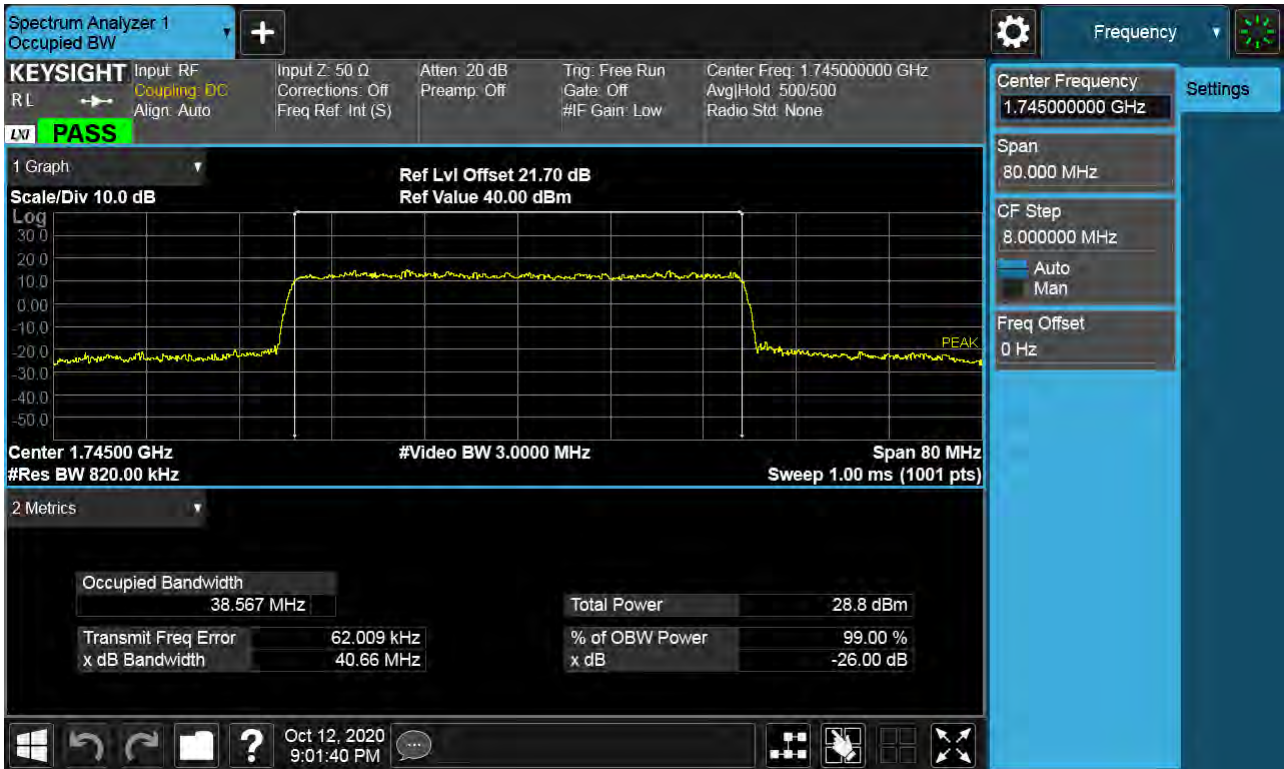 Spectrum Analyzer 1
Occupied BW
+
Frequency
KEYSIGHT
RL
LXI
PASS
Input: RF
Coupling: DC
Align: Auto
Input Z: 50 Ω
Corrections: Off
Freq Ref: Int (S)
Atten: 20 dB
Preamp: Off
Trig: Free Run
Gate: Off
#IF Gain: Low
Center Freq: 1.745000000 GHz
Avg|Hold: 500/500
Radio Std: None
Center Frequency
1.745000000 GHz
Settings
Span
80.000 MHz
CF Step
8.000000 MHz
Auto
Man
Freq Offset
0 Hz
1 Graph
Scale/Div 10.0 dB
Ref Lvl Offset 21.70 dB
Ref Value 40.00 dBm
Log
30.0
20.0
10.0
0.00
-10.0
-20.0
-30.0
-40.0
-50.0
PEAK
Center 1.74500 GHz
#Video BW 3.0000 MHz
Span 80 MHz
#Res BW 820.00 kHz
Sweep 1.00 ms (1001 pts)
2 Metrics
Occupied Bandwidth
38.567 MHz
Total Power 28.8 dBm
Transmit Freq Error 62.009 kHz
% of OBW Power 99.00 %
x dB Bandwidth 40.66 MHz
x dB -26.00 dB
?
Oct 12, 2020
9:01:40 PM